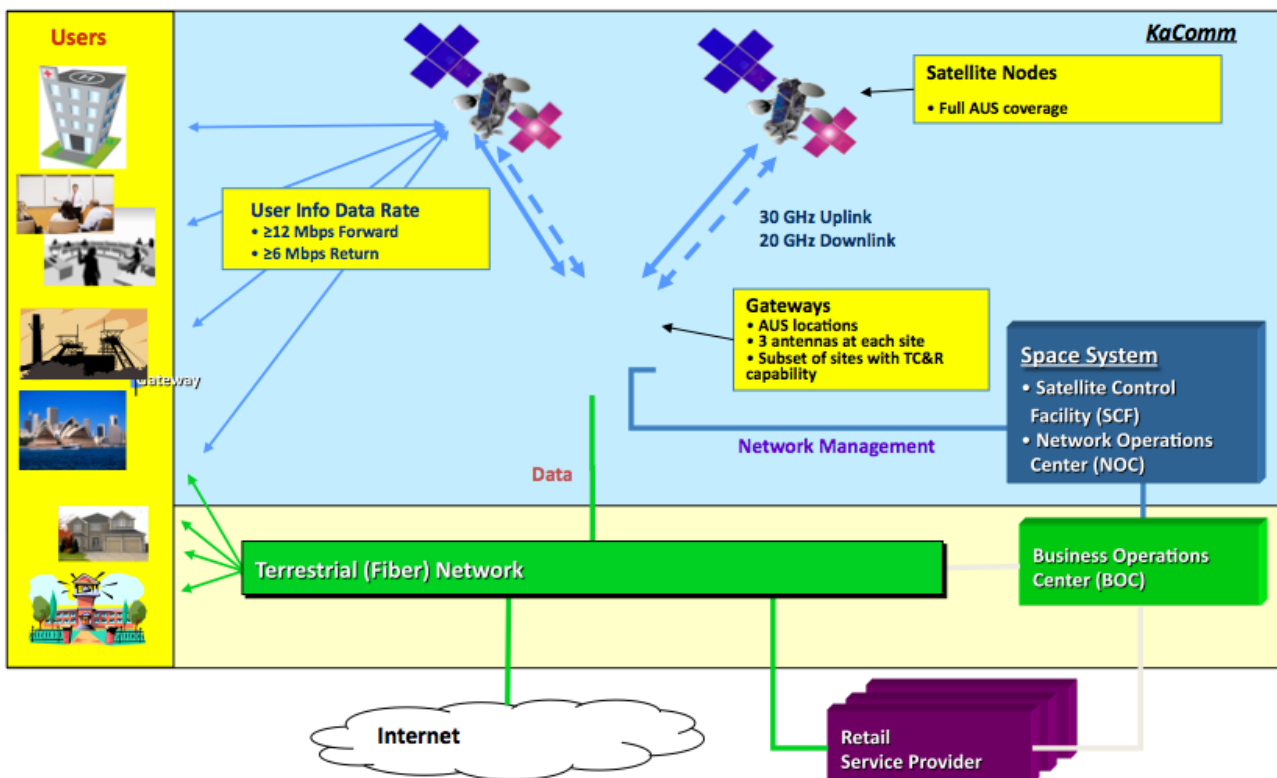 Users
KaComm
Satellite Nodes
• Full AUS coverage
User Info Data Rate
• ≥12 Mbps Forward
• ≥6 Mbps Return
30 GHz Uplink
20 GHz Downlink
Gateways
• AUS locations
• 3 antennas at each site
• Subset of sites with TC&R
capability
Gateway
Space System
• Satellite Control
Facility (SCF)
• Network Operations
Center (NOC)
Network Management
Data
Terrestrial (Fiber) Network
Business Operations
Center (BOC)
Internet
Retail
Service Provider